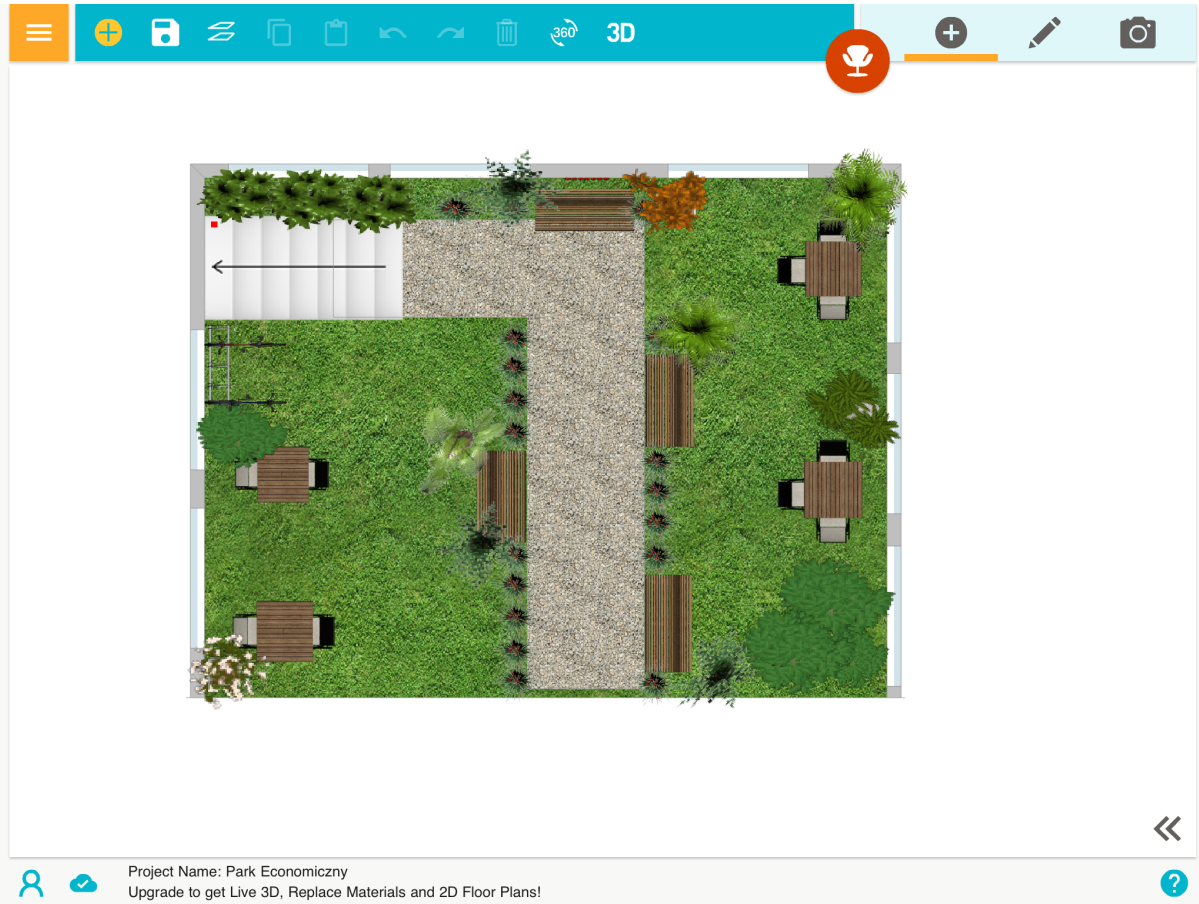 360
3D
Project Name: Park Economiczny
Upgrade to get Live 3D, Replace Materials and 2D Floor Plans!
?